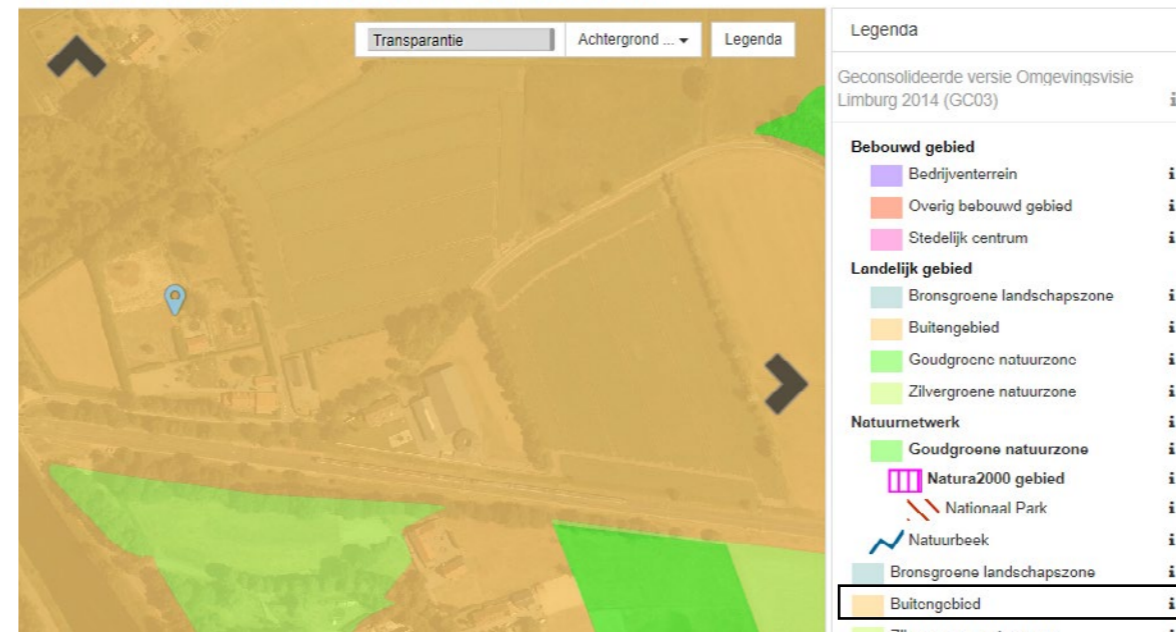 Transparantie
Achtergrond ...
Legenda
Legenda
Geconsolideerde versie Omgevingsvisie
Limburg 2014 (GC03)
i
Bebouwd gebied
Bedrijventerrein i
Overig bebouwd gebied i
Stedelijk centrum i
Landelijk gebied
Bronsgroene landschapszone i
Buitengebied i
Goudgroene natuurzone i
Zilvergroene natuurzone i
Natuurnetwerk i
Goudgroene natuurzone i
Natura2000 gebied i
Nationaal Park i
Natuurbeek i
Bronsgroene landschapszone i
Buitengebied i